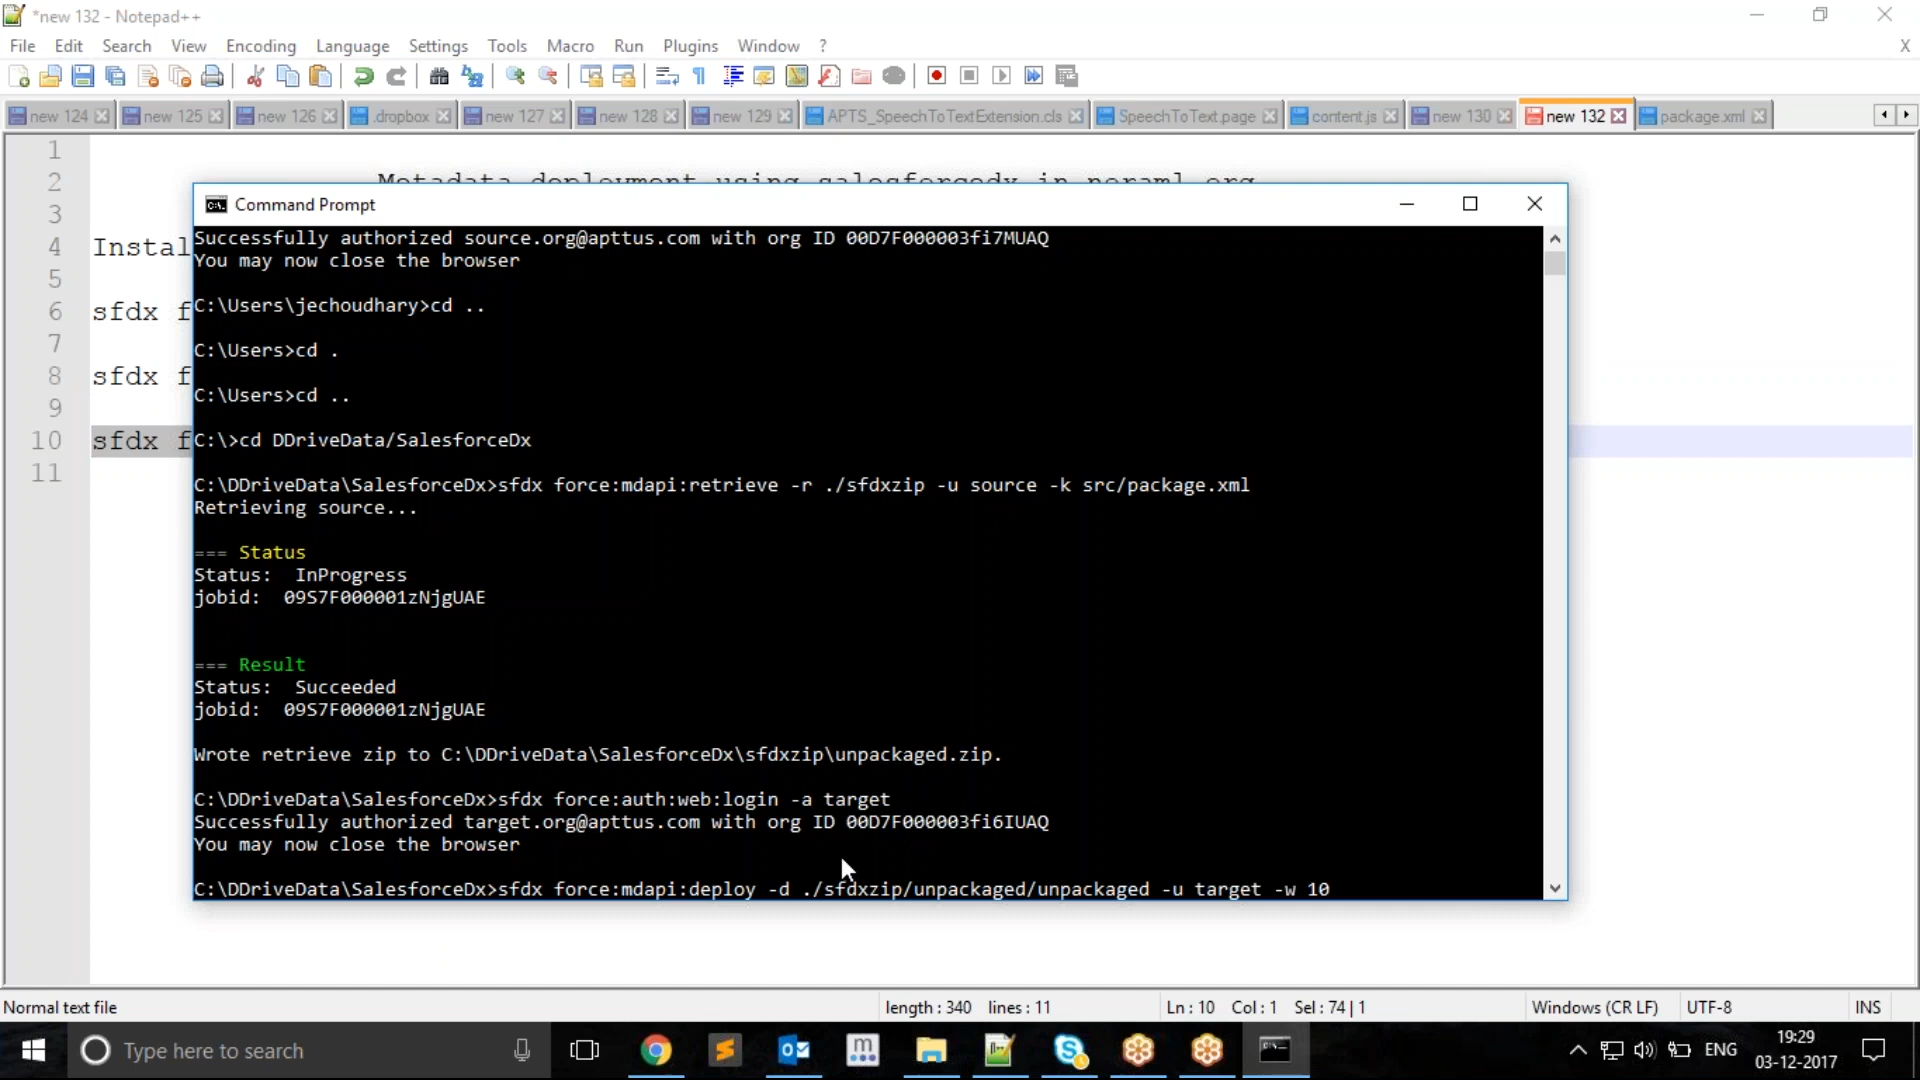 *new 132 - Notepad++
File Edit Search View Encoding Language Settings Tools Macro Run Plugins Window ? X
new 124 new 125 new 126 .dropbox new 127 new 128 new 129 APTS_SpeechToTextExtension.cls SpeechToText.page content.js new 130 new 132 package.xml
1
2 Metadata deployment using salesforcedx in noraml org
3
4 Instal
5
6 sfdx f
7
8 sfdx f
9
10 sfdx f
11
Command Prompt
Successfully authorized source.org@apttus.com with org ID 00D7F000003fi7MUAQ
You may now close the browser
C:\Users\jechoudhary>cd ..
C:\Users>cd .
C:\Users>cd ..
C:\>cd DDriveData/SalesforceDx
C:\DDriveData\SalesforceDx>sfdx force:mdapi:retrieve -r ./sfdxzip -u source -k src/package.xml
Retrieving source...
=== Status
Status:  InProgress
jobid:  09S7F000001zNjgUAE
=== Result
Status:  Succeeded
jobid:  09S7F000001zNjgUAE
Wrote retrieve zip to C:\DDriveData\SalesforceDx\sfdxzip\unpackaged.zip.
C:\DDriveData\SalesforceDx>sfdx force:auth:web:login -a target
Successfully authorized target.org@apttus.com with org ID 00D7F000003fi6IUAQ
You may now close the browser
C:\DDriveData\SalesforceDx>sfdx force:mdapi:deploy -d ./sfdxzip/unpackaged/unpackaged -u target -w 10
Normal text file length : 340 lines : 11 Ln : 10 Col : 1 Sel : 74 | 1 Windows (CR LF) UTF-8 INS
Type here to search ENG 19:29
03-12-2017